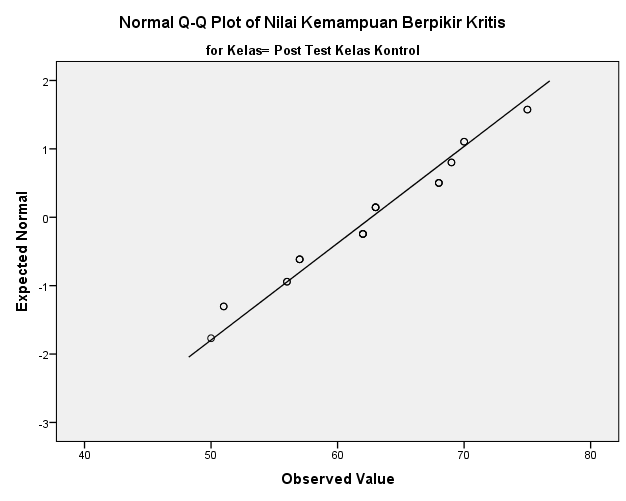 Normal Q-Q Plot of Nilai Kemampuan Berpikir Kritis
for Kelas= Post Test Kelas Kontrol
2
1
0
-1
-2
-3
Expected Normal
40 50 60 70 80
Observed Value